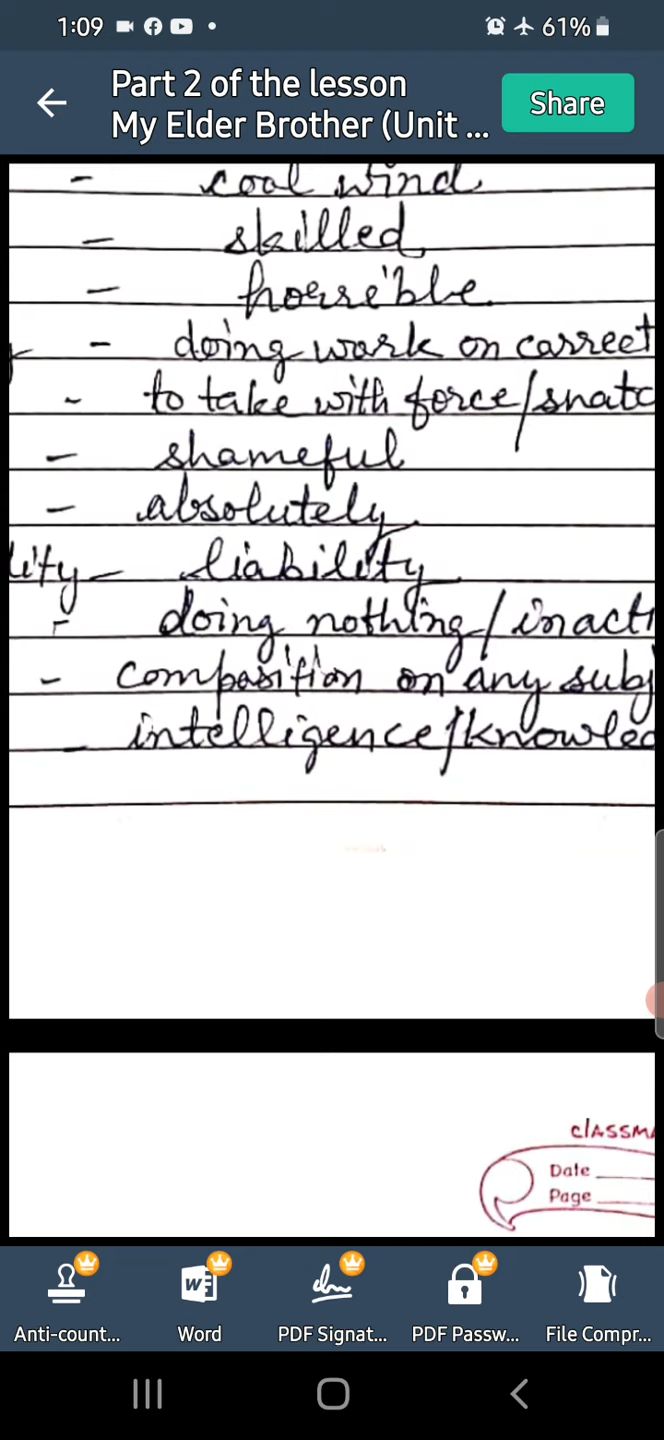 1:09
61%
Part 2 of the lesson
My Elder Brother (Unit ...
Share
- cool wind
- skilled
- horrible
- doing work on carrect
- to take with force/snatc
- shameful
- absolutely
lity - liability
- doing nothing/inacti
- composition on any subj
- intelligence/knowled
CLASSMA
Date
Page
Anti-count...
Word
PDF Signat...
PDF Passw...
File Compr...